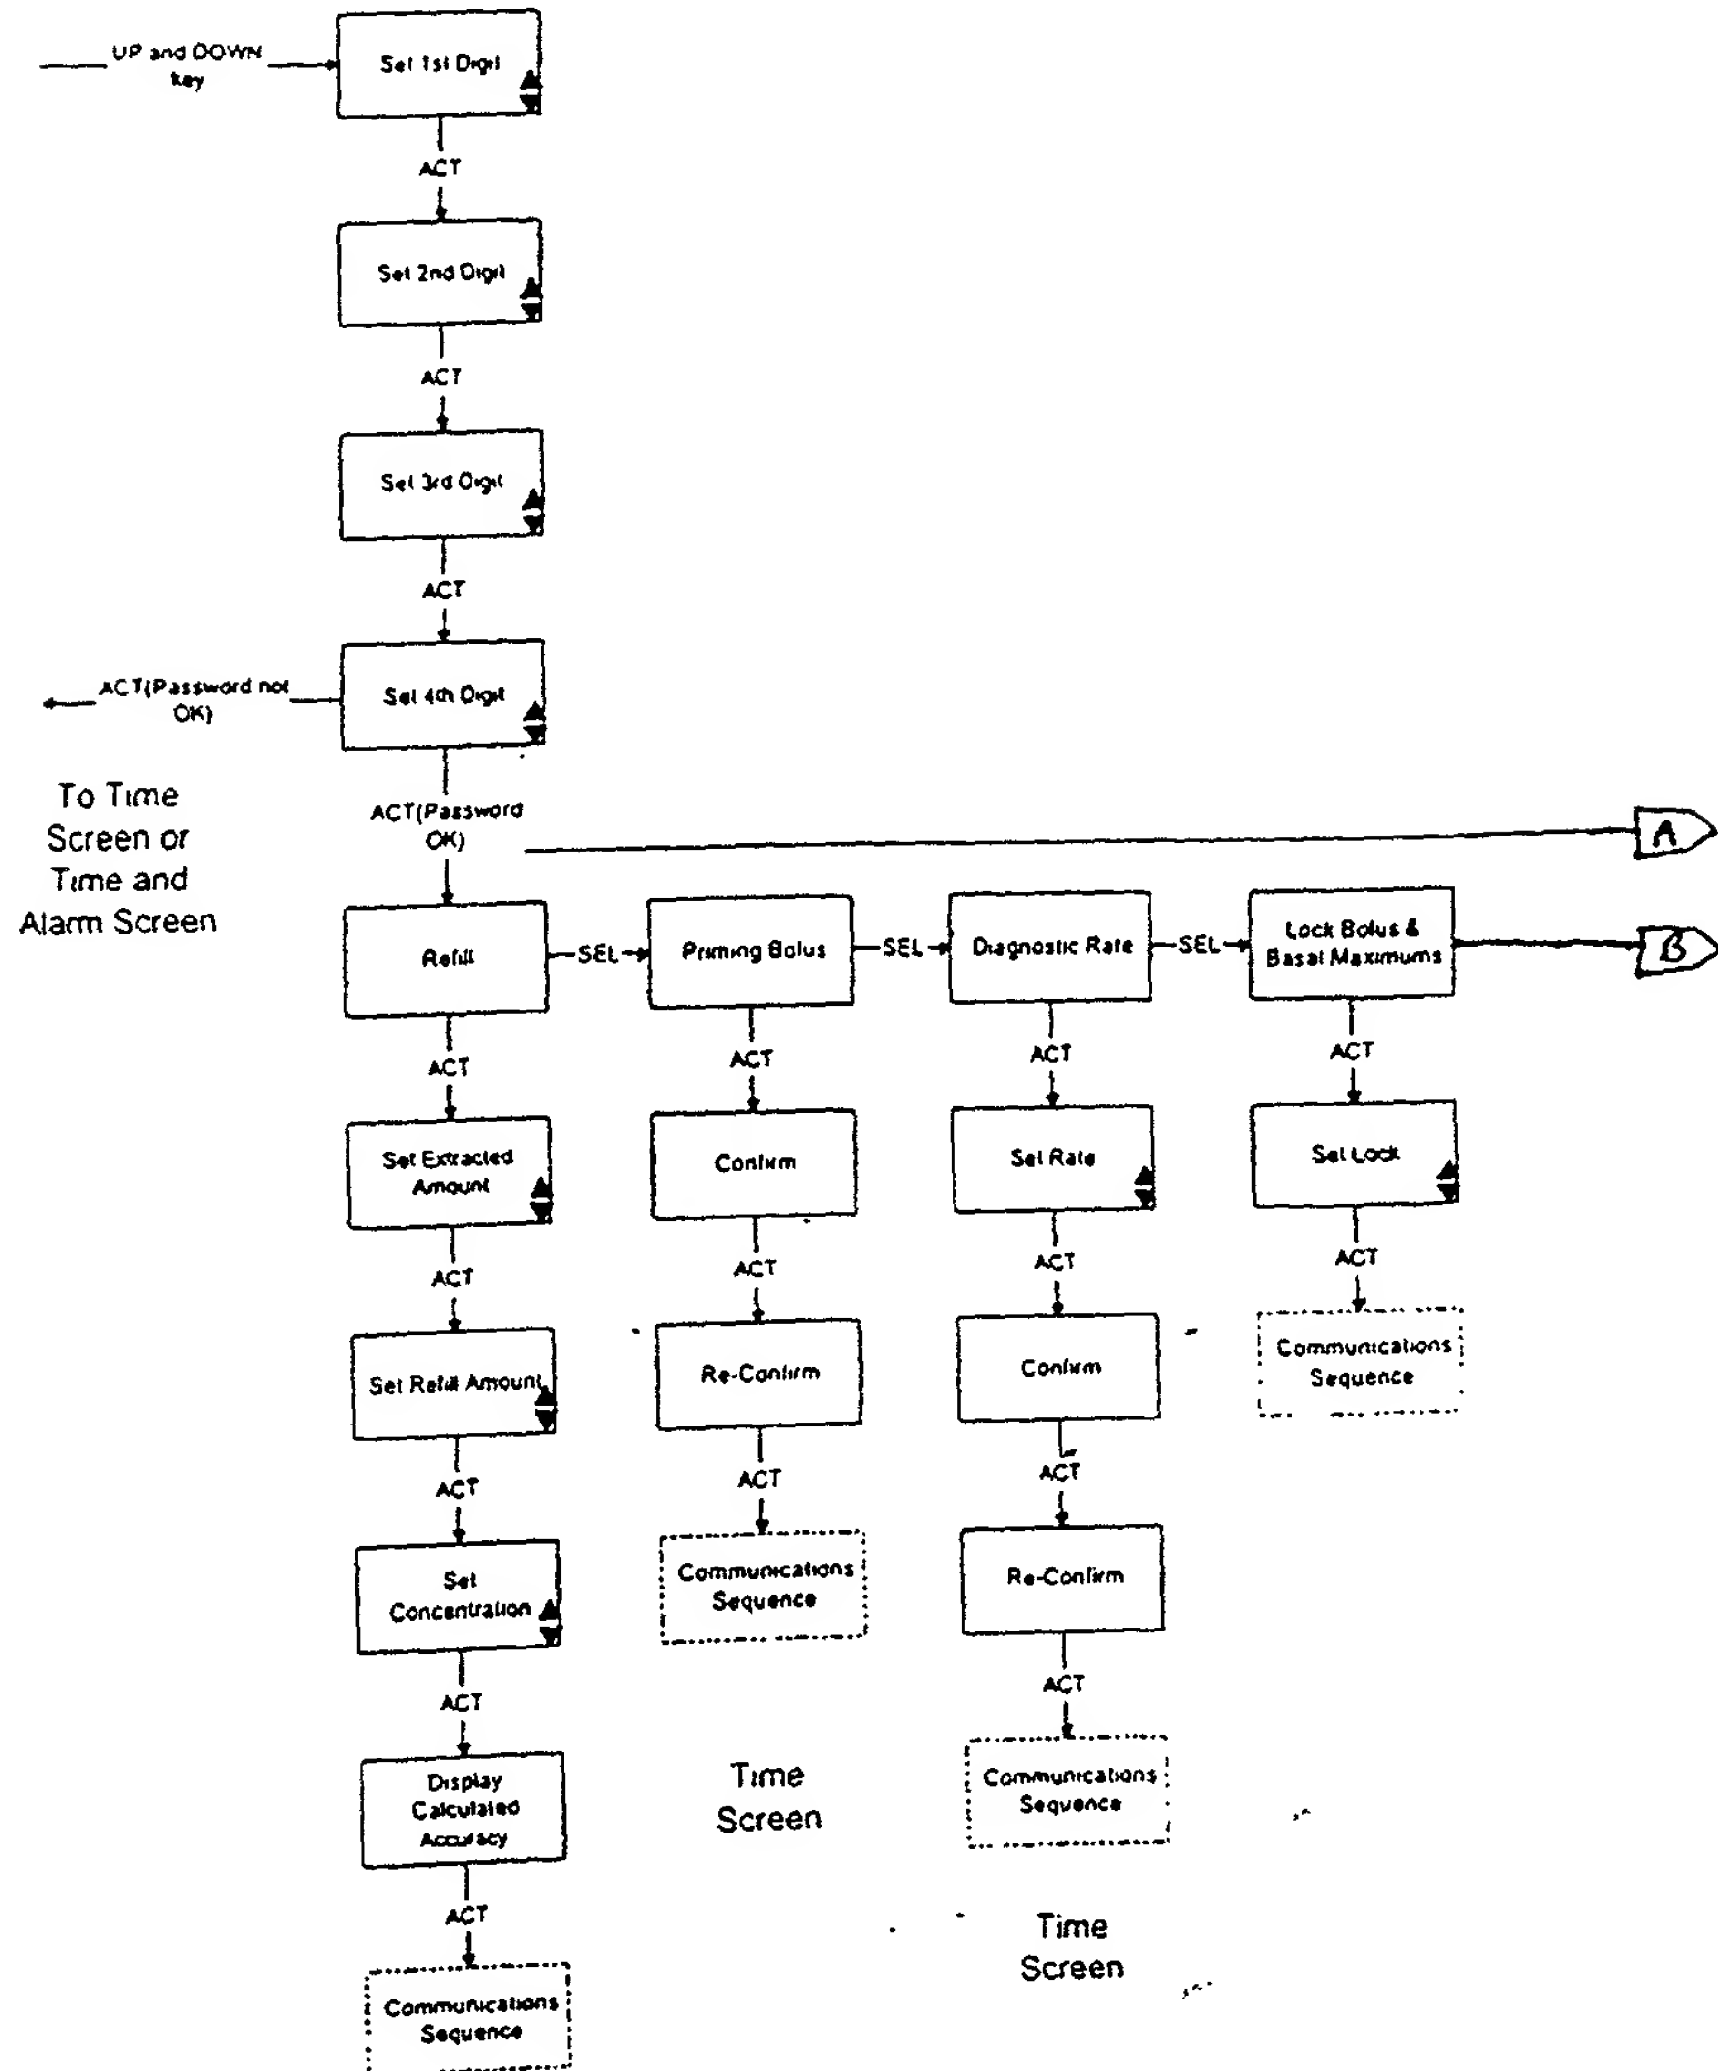 UP and DOWN
key
Set 1st Digit
ACT
Set 2nd Digit
ACT
Set 3rd Digit
ACT
Set 4th Digit
ACT(Password not
OK)
To Time
Screen or
Time and
Alarm Screen
ACT(Password
OK)
A
Refill
SEL
Priming Bolus
SEL
Diagnostic Rate
SEL
Lock Bolus &
Basal Maximums
B
ACT
ACT
ACT
ACT
Set Extracted
Amount
Confirm
Set Rate
Set Lock
ACT
ACT
ACT
ACT
Set Refill Amount
Re-Confirm
Confirm
Communications
Sequence
ACT
ACT
ACT
Set
Concentration
Communications
Sequence
Re-Confirm
ACT
ACT
Display
Calculated
Accuracy
Time
Screen
Communications
Sequence
ACT
Time
Screen
Communications
Sequence